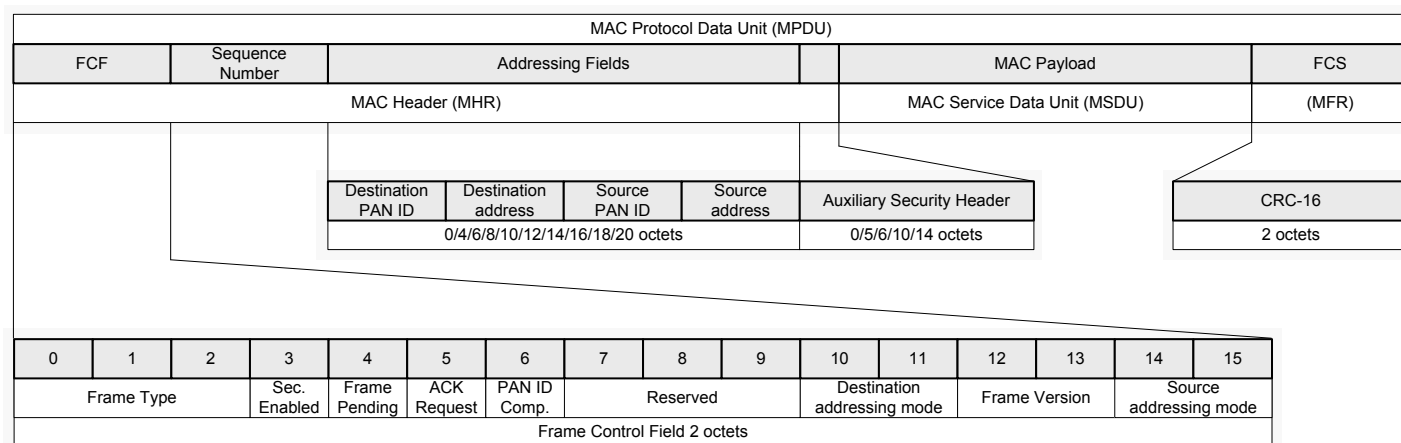 MAC Protocol Data Unit (MPDU)
FCF Sequence Number Addressing Fields MAC Payload FCS
MAC Header (MHR) MAC Service Data Unit (MSDU) (MFR)
Destination PAN ID Destination address Source PAN ID Source address Auxiliary Security Header CRC-16
0/4/6/8/10/12/14/16/18/20 octets 0/5/6/10/14 octets 2 octets
0 1 2 3 4 5 6 7 8 9 10 11 12 13 14 15
Frame Type Sec. Enabled Frame Pending ACK Request PAN ID Comp. Reserved Destination addressing mode Frame Version Source addressing mode
Frame Control Field 2 octets